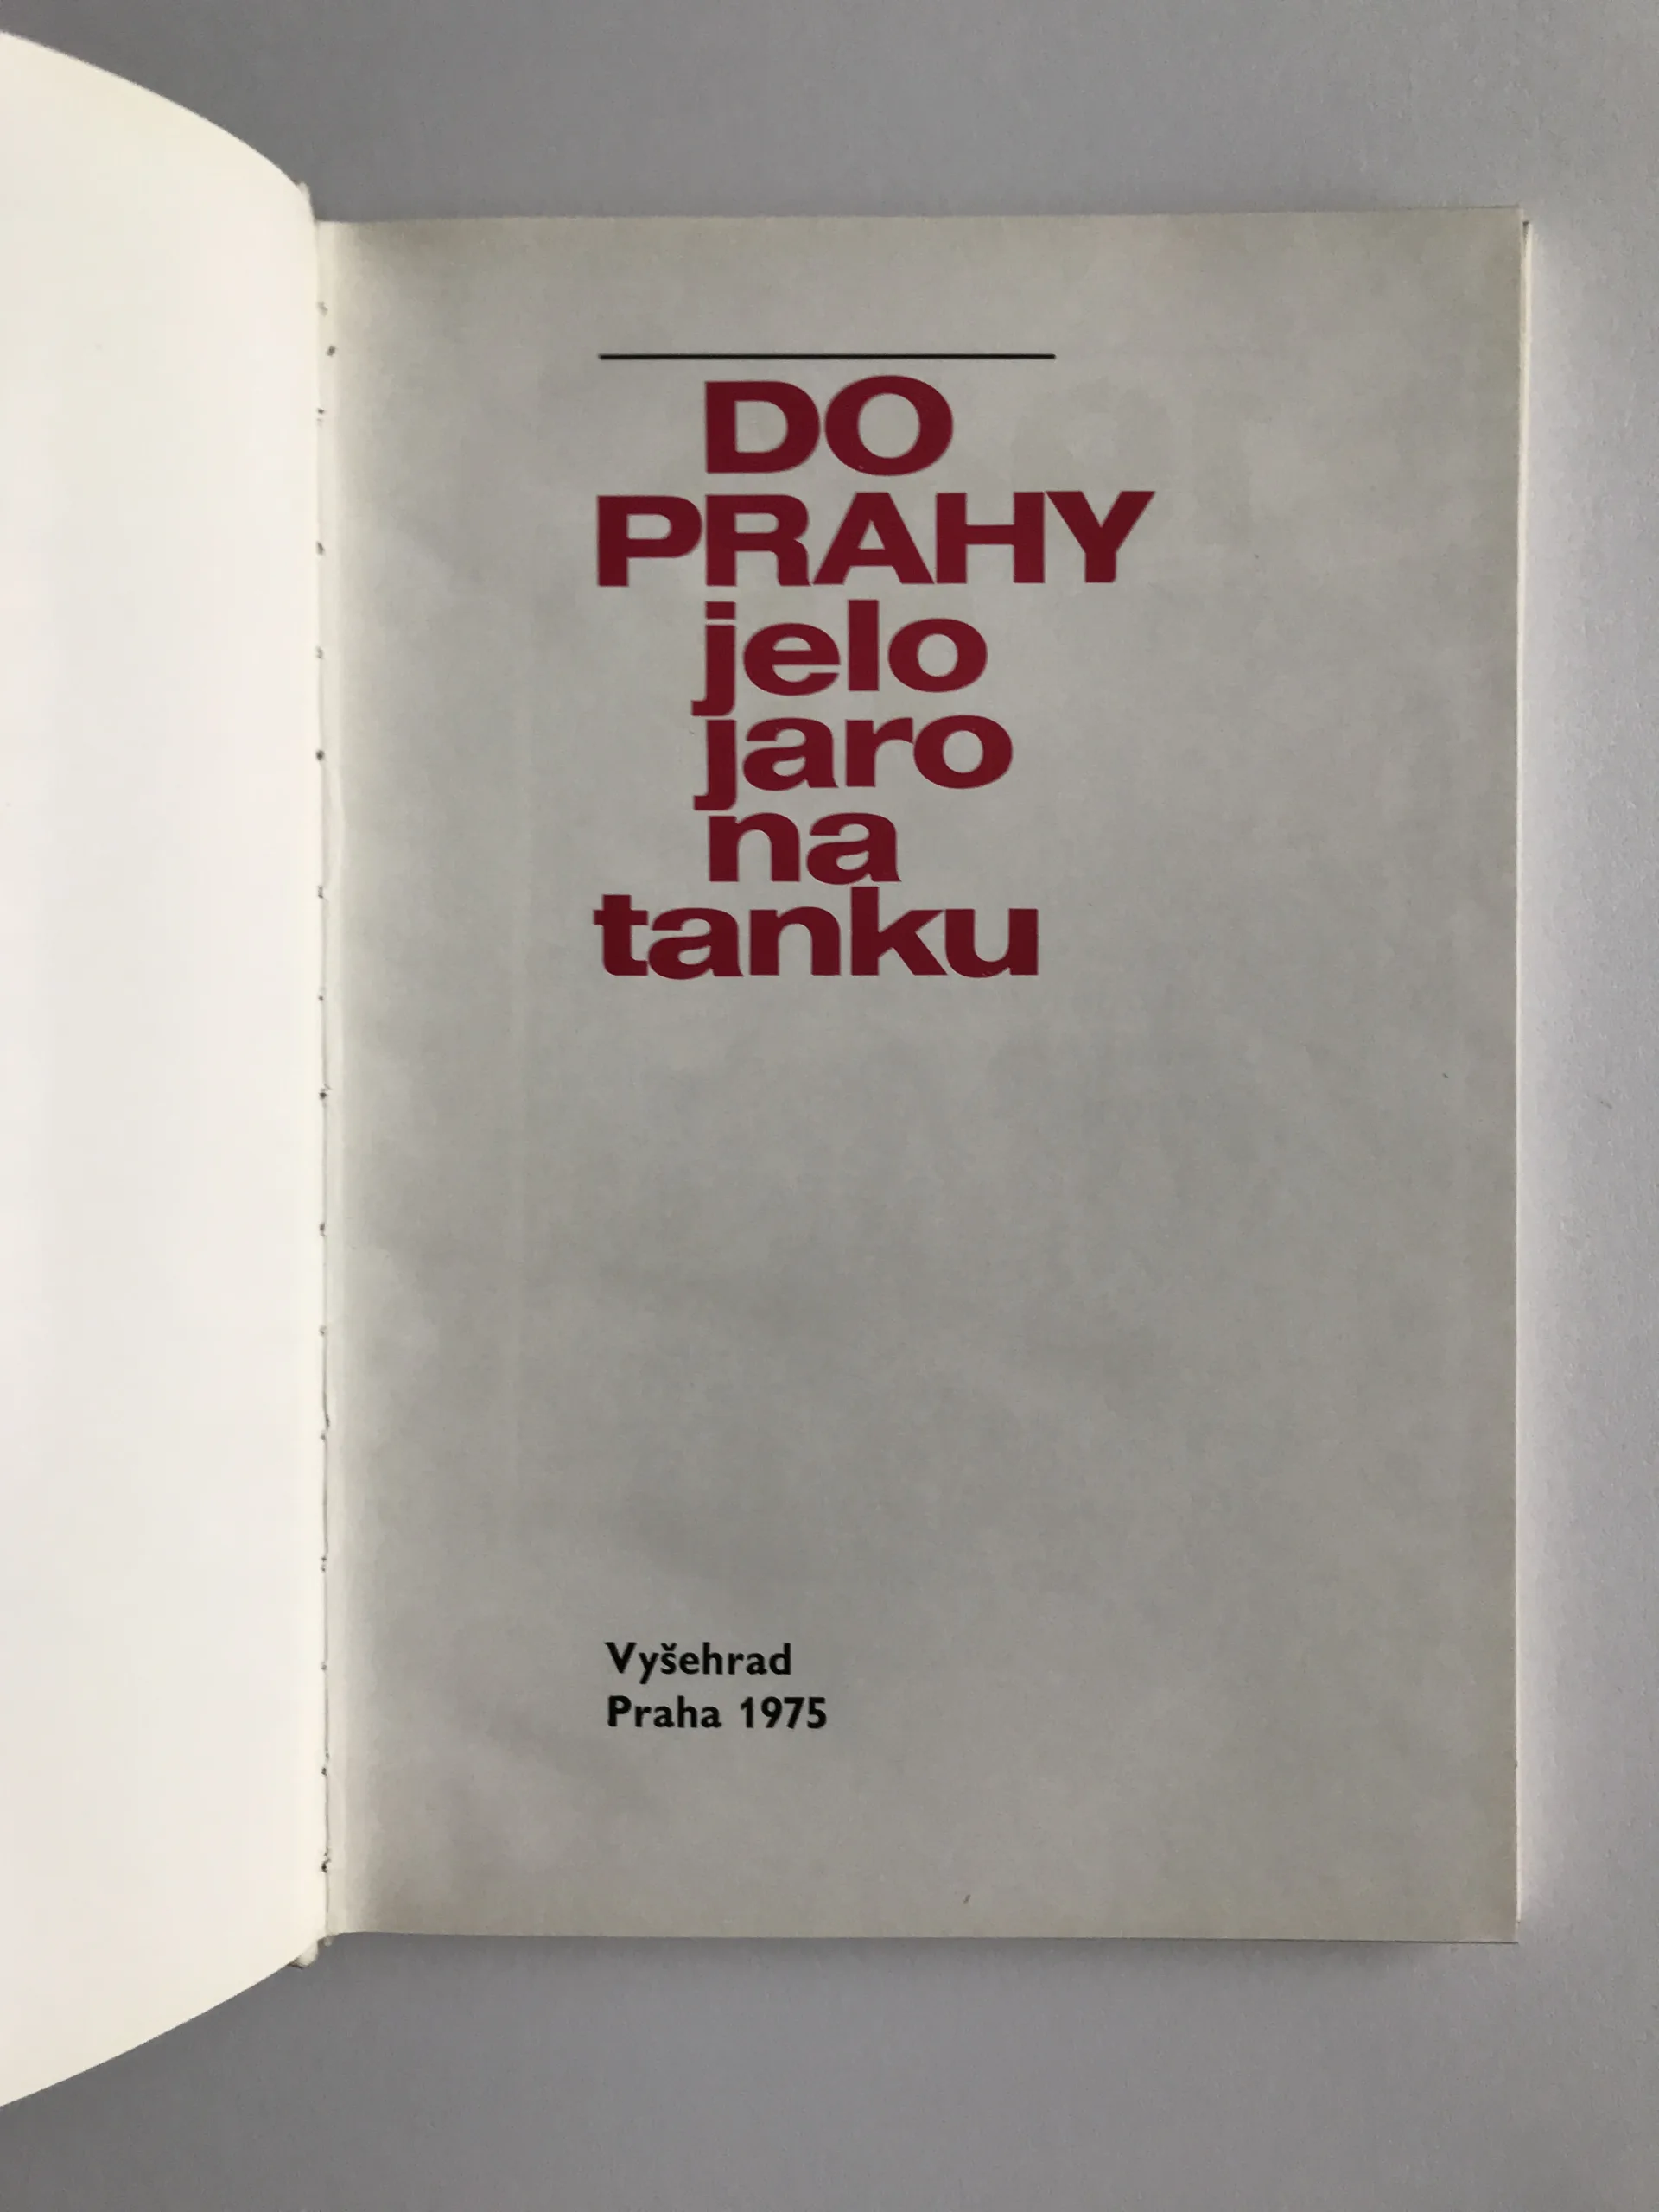 DO
PRAHY
jelo
jaro
na
tanku
Vyšehrad
Praha 1975